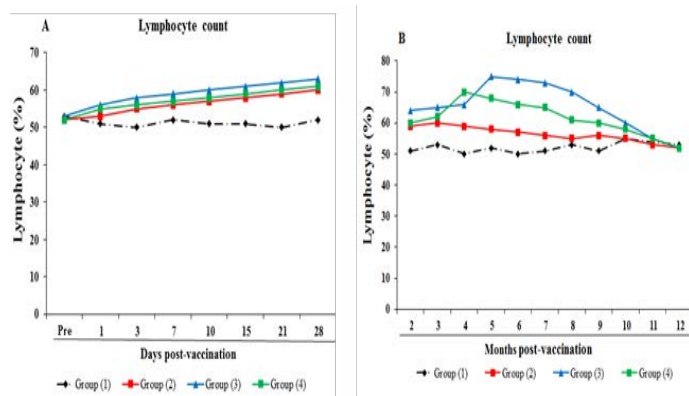 A
Lymphocyte count
Lymphocyte (%)
70
60
50
40
30
20
10
0
Pre 1 3 7 10 15 21 28
Days post-vaccination
Group (1) Group (2) Group (3) Group (4)
B
Lymphocyte count
Lymphocyte (%)
80
70
60
50
40
30
20
10
0
2 3 4 5 6 7 8 9 10 11 12
Months post-vaccination
Group (1) Group (2) Group (3) Group (4)